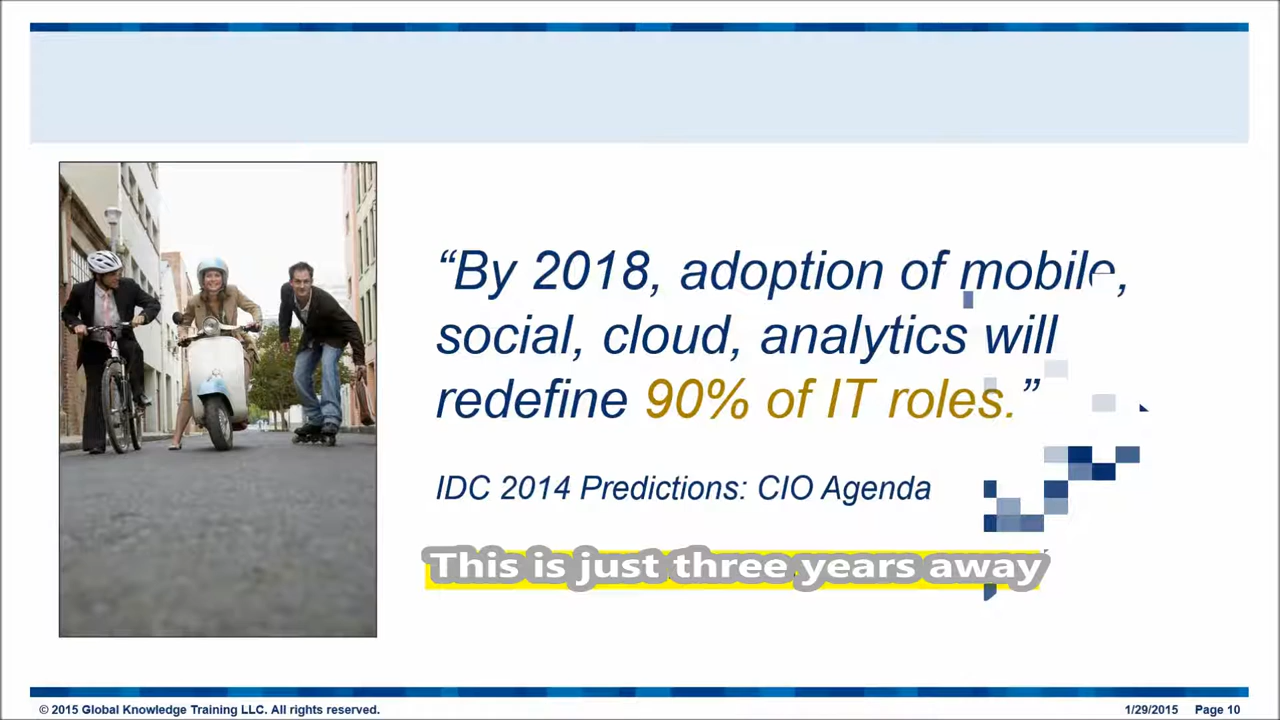 “By 2018, adoption of mobile,
social, cloud, analytics will
redefine 90% of IT roles.”
IDC 2014 Predictions: CIO Agenda
This is just three years away
© 2015 Global Knowledge Training LLC. All rights reserved.
1/29/2015 Page 10